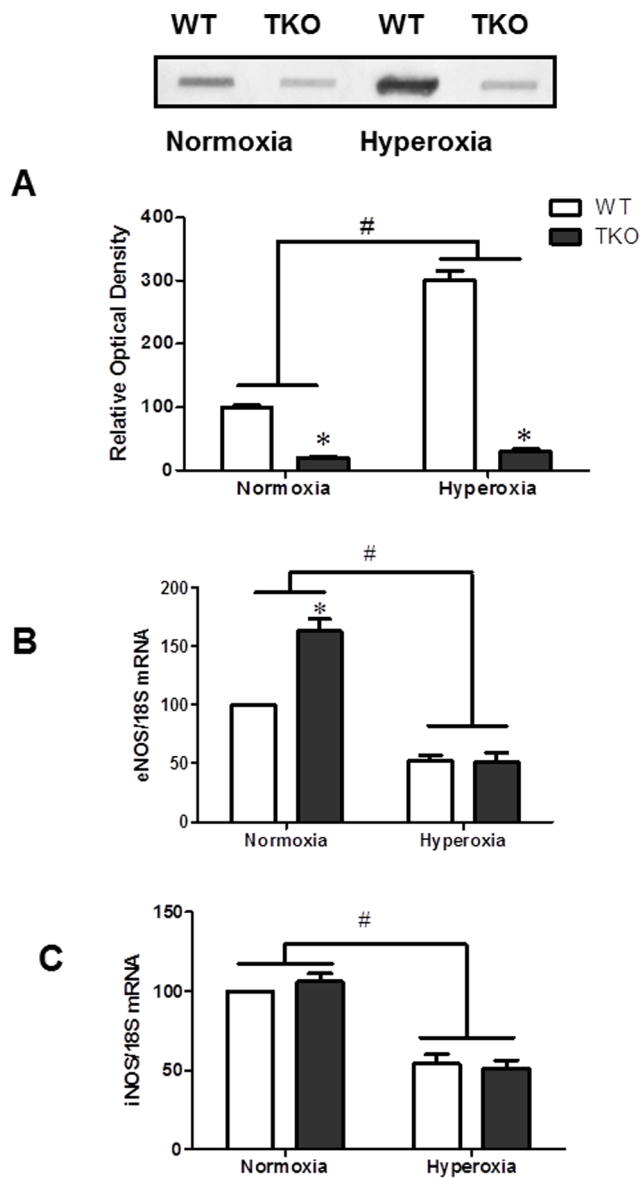 WT TKO WT TKO
Normoxia Hyperoxia
A
Relative Optical Density
400
300
200
100
0
#
*
*
WT
TKO
Normoxia Hyperoxia
B
eNOS/18S mRNA
200
150
100
50
0
#
*
Normoxia Hyperoxia
C
iNOS/18S mRNA
150
100
50
0
#
Normoxia Hyperoxia